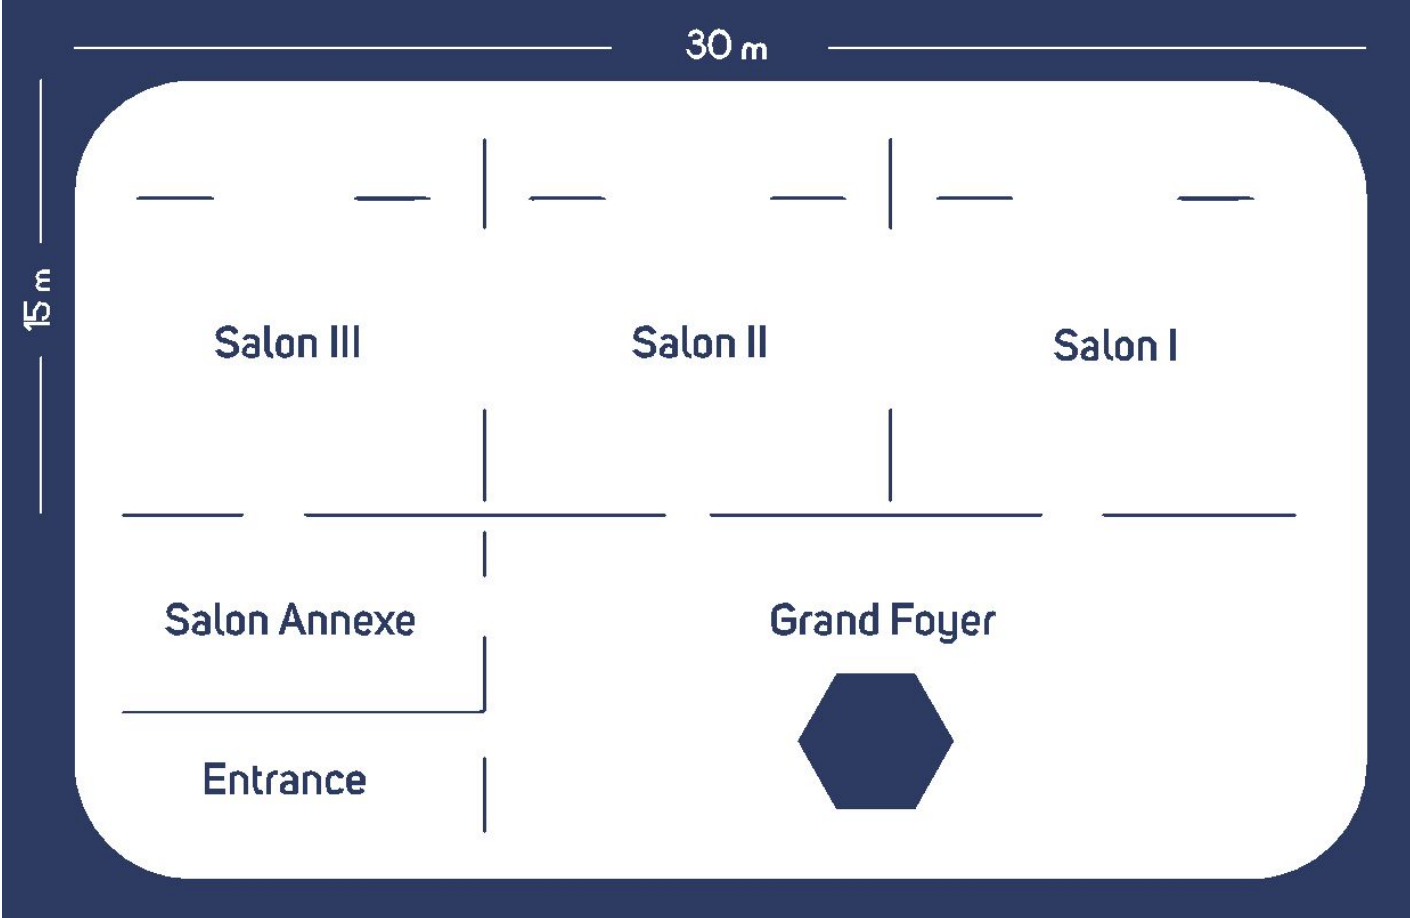 30 m
15 m
Salon III
Salon II
Salon I
Salon Annexe
Grand Foyer
Entrance